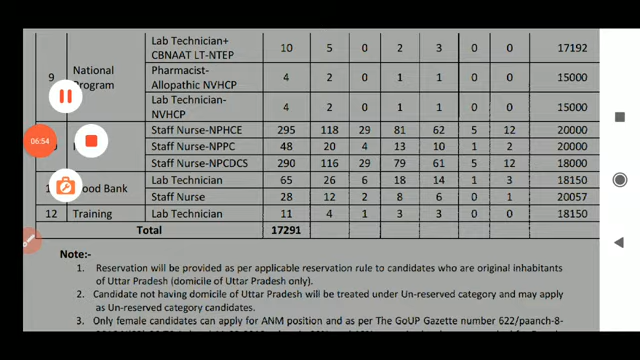 Lab Technician+ CBNAAT LT-NTEP 10 5 0 2 3 0 0 17192
9 National Program Pharmacist- Allopathic NVHCP 4 2 0 1 1 0 0 15000
Lab Technician- NVHCP 4 2 0 1 1 0 0 15000
Staff Nurse-NPHCE 295 118 29 81 62 5 12 20000
06:54
Staff Nurse-NPPC 48 20 4 13 10 1 2 20000
Staff Nurse-NPCDCS 290 116 29 79 61 5 12 18000
ood Bank Lab Technician 65 26 6 18 14 1 3 18150
Staff Nurse 28 12 2 8 6 0 1 20057
12 Training Lab Technician 11 4 1 3 3 0 0 18150
Total 17291
Note:-
1. Reservation will be provided as per applicable reservation rule to candidates who are original inhabitants
of Uttar Pradesh (domicile of Uttar Pradesh only).
2. Candidate not having domicile of Uttar Pradesh will be treated under Un-reserved category and may apply
as Un-reserved category candidates.
3. Only female candidates can apply for ANM position and as per The GoUP Gazette number 622/paanch-8-